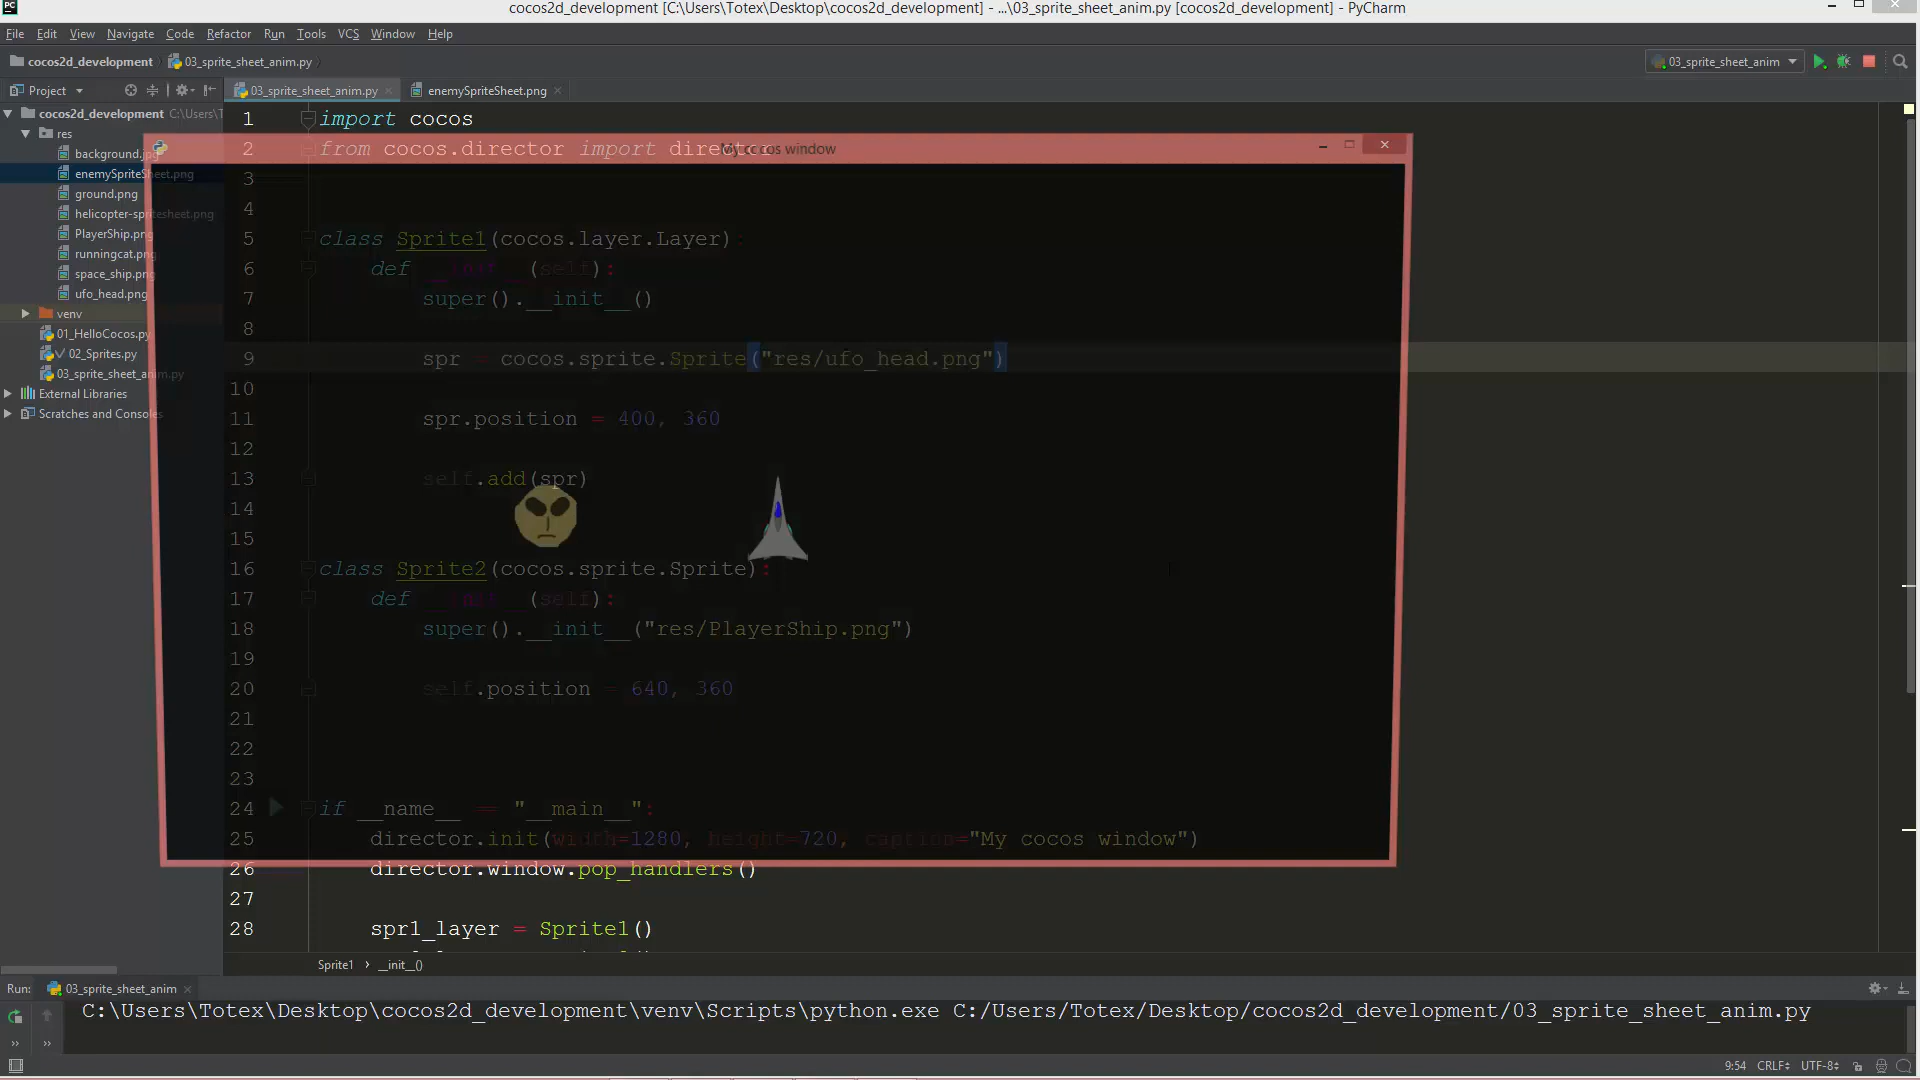 cocos2d_development [C:\Users\Totex\Desktop\cocos2d_development] - ...\03_sprite_sheet_anim.py [cocos2d_development] - PyCharm
File Edit View Navigate Code Refactor Run Tools VCS Window Help
cocos2d_development 03_sprite_sheet_anim.py
03_sprite_sheet_anim
Project
03_sprite_sheet_anim.py
enemySpriteSheet.png
cocos2d_development C:\Users\T
res
background.jpg
enemySpriteSheet.png
ground.png
helicopter-spritesheet.png
PlayerShip.png
runningcat.png
space_ship.png
ufo_head.png
venv
01_HelloCocos.py
02_Sprites.py
03_sprite_sheet_anim.py
External Libraries
Scratches and Consoles
My cocos window
1 import cocos
2 from cocos.director import director
3
4
5 class Sprite1(cocos.layer.Layer):
6 def __init__(self):
7 super().__init__()
8
9 spr = cocos.sprite.Sprite("res/ufo_head.png")
10
11 spr.position = 400, 360
12
13 self.add(spr)
14
15
16 class Sprite2(cocos.sprite.Sprite):
17 def __init__(self):
18 super().__init__("res/PlayerShip.png")
19
20 self.position = 640, 360
21
22
23
24 if __name__ == "__main__":
25 director.init(width=1280, height=720, caption="My cocos window")
26 director.window.pop_handlers()
27
28 spr1_layer = Sprite1()
Sprite1 › __init__()
Run: 03_sprite_sheet_anim
C:\Users\Totex\Desktop\cocos2d_development\venv\Scripts\python.exe C:/Users/Totex/Desktop/cocos2d_development/03_sprite_sheet_anim.py
9:54 CRLF UTF-8